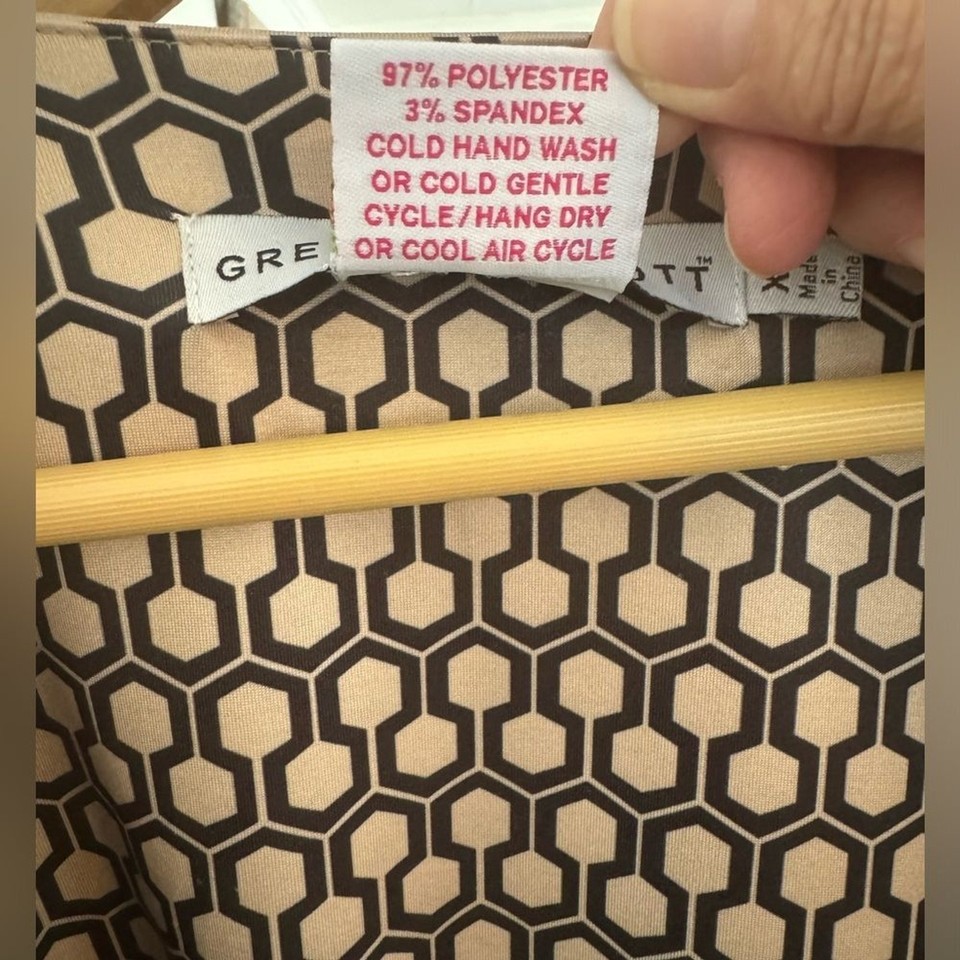 97% POLYESTER
3% SPANDEX
COLD HAND WASH
OR COLD GENTLE
CYCLE/HANG DRY
OR COOL AIR CYCLE
GRE
TT™
X
Made
in
China